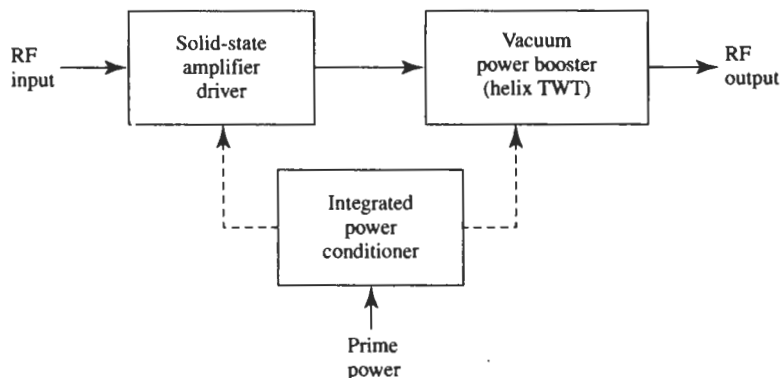 RF
input
Solid-state
amplifier
driver
Vacuum
power booster
(helix TWT)
RF
output
Integrated
power
conditioner
Prime
power